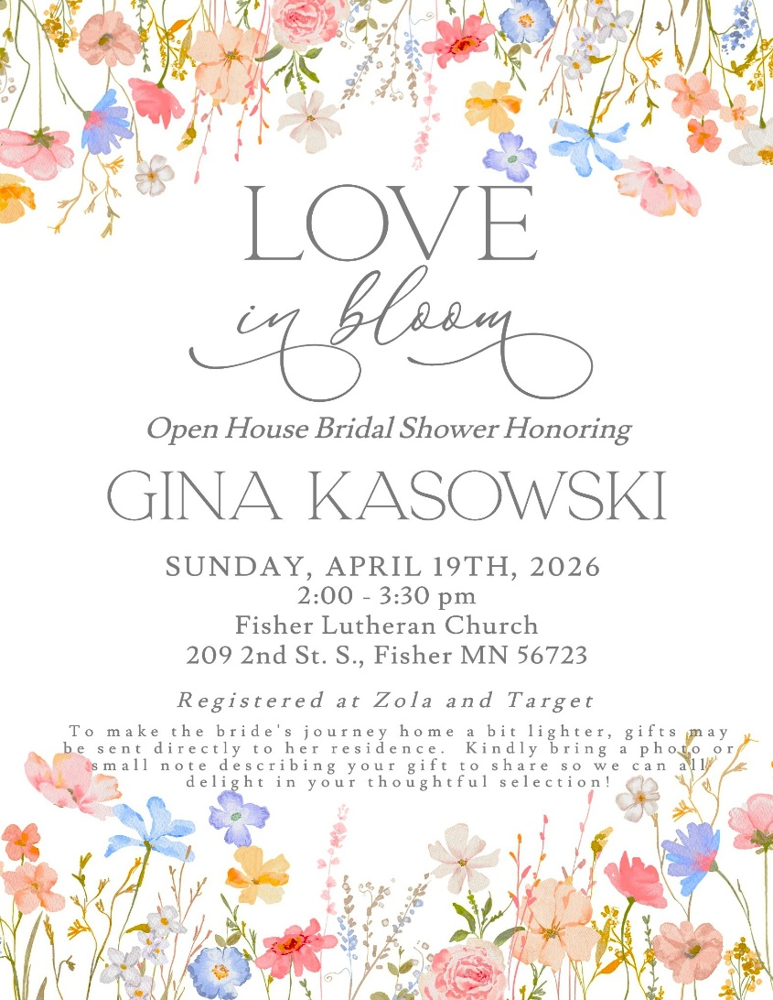 LOVE
in bloom
Open House Bridal Shower Honoring
GINA KASOWSKI
SUNDAY, APRIL 19TH, 2026
2:00 - 3:30 pm
Fisher Lutheran Church
209 2nd St. S., Fisher MN 56723
Registered at Zola and Target
To make the bride's journey home a bit lighter, gifts may
be sent directly to her residence. Kindly bring a photo or
small note describing your gift to share so we can all
delight in your thoughtful selection!